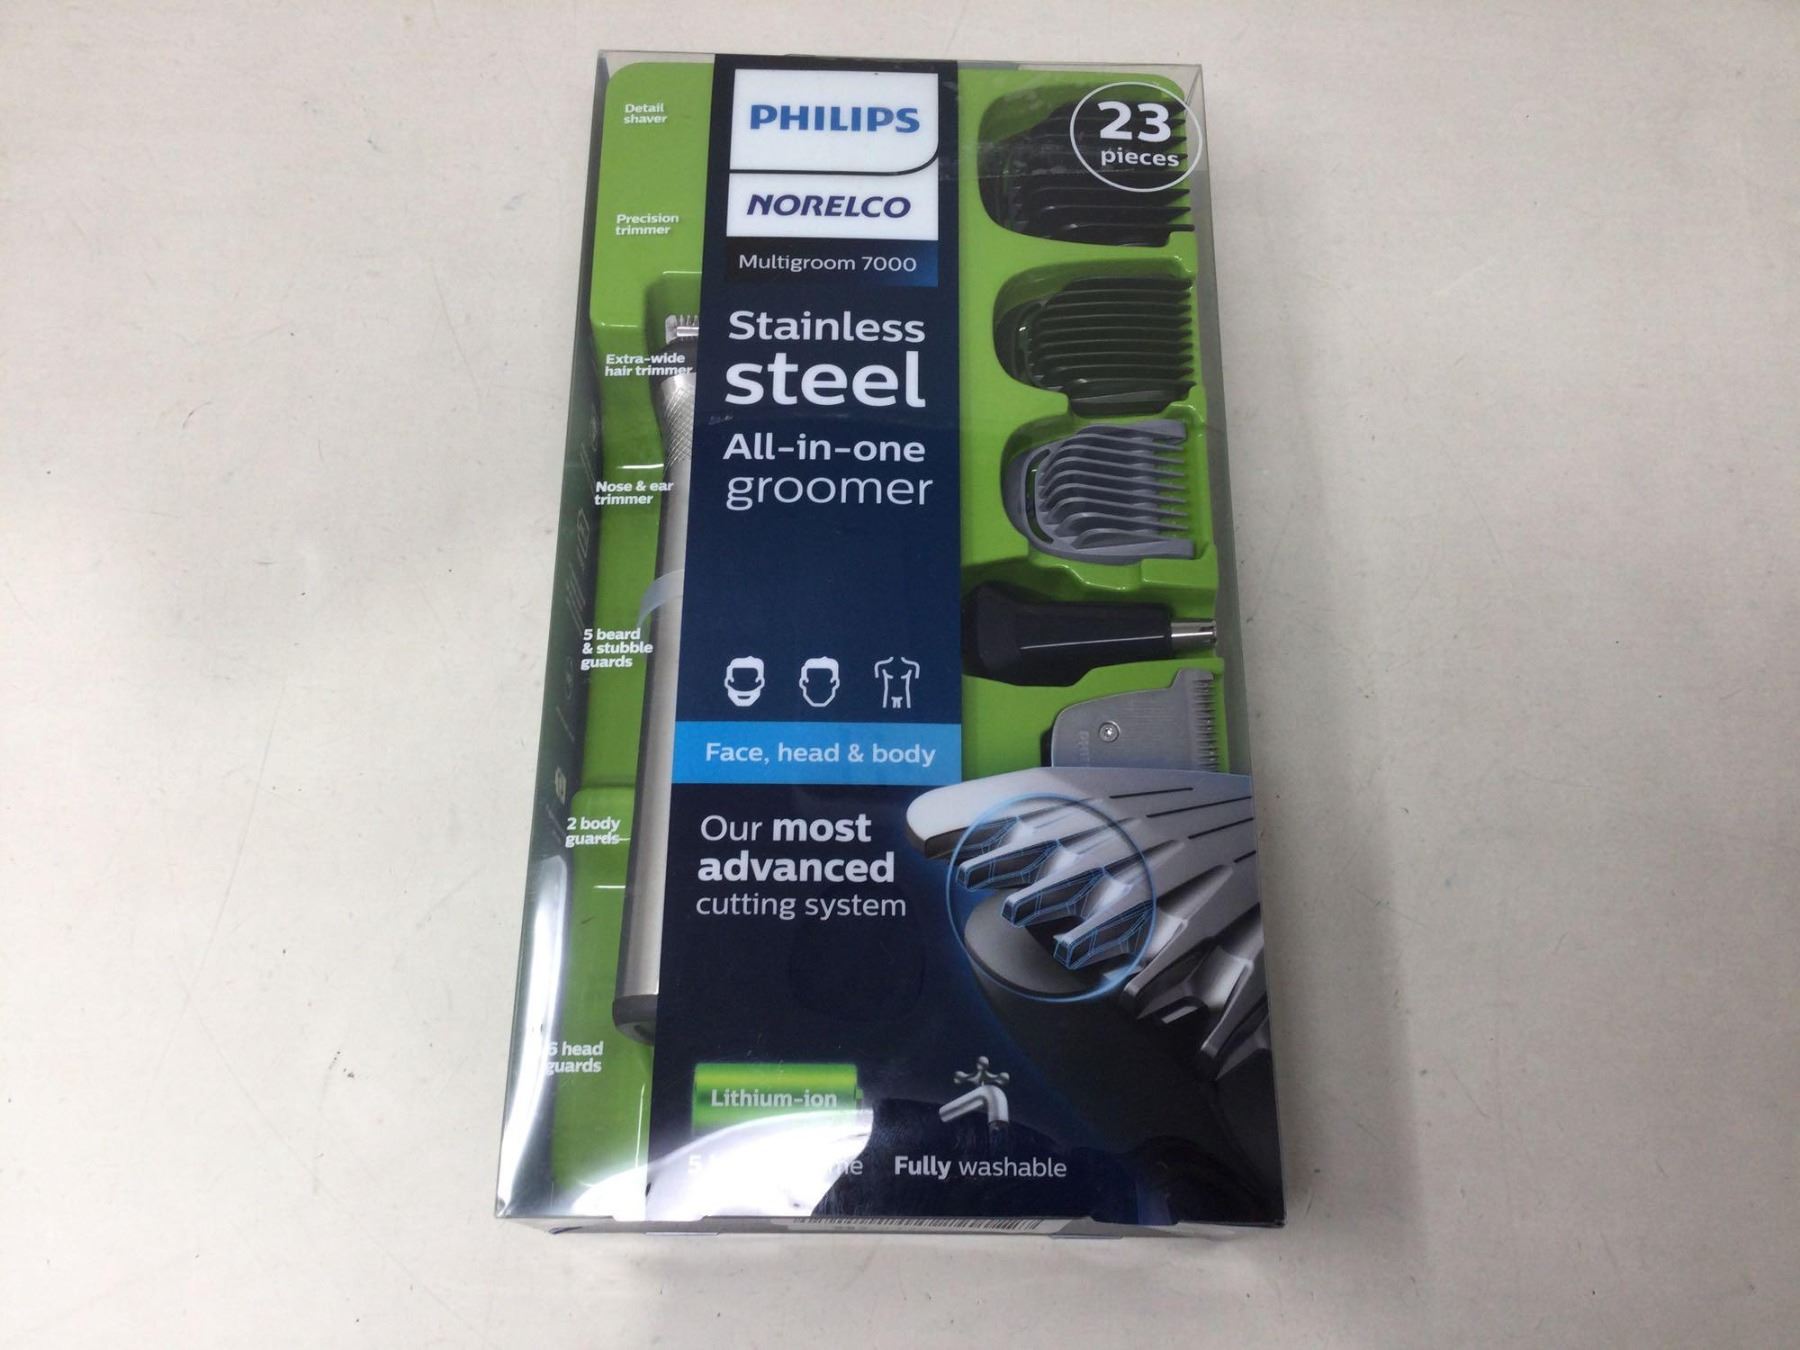 Detail
shaver
Precision
trimmer
Extra-wide
hair trimmer
Nose & ear
trimmer
5 beard
& stubble
guards
2 body
guards
6 head
guards
PHILIPS
NORELCO
Multigroom 7000
Stainless
steel
All-in-one
groomer
Face, head & body
Our most
advanced
cutting system
Lithium-ion
5
Fully washable
23
pieces